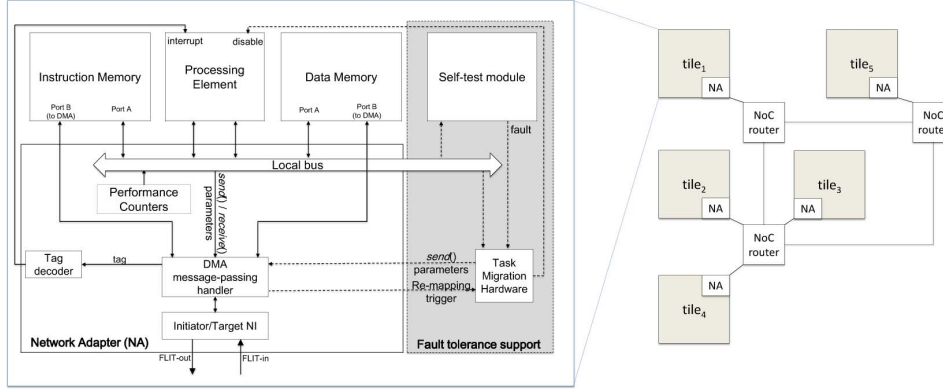 interrupt
disable
Instruction Memory
Processing
Element
Data Memory
Self-test module
Port B
(to DMA)
Port A
Port A
Port B
(to DMA)
fault
Local bus
Performance
Counters
send() / receive()
parameters
Tag
decoder
tag
DMA
message-passing
handler
send()
parameters
Re-mapping
trigger
Task
Migration
Hardware
Initiator/Target NI
Network Adapter (NA)
Fault tolerance support
FLIT-out
FLIT-in
tile1
NA
tile5
NA
NoC
router
NoC
route
tile2
NA
tile3
NA
NoC
router
NA
tile4